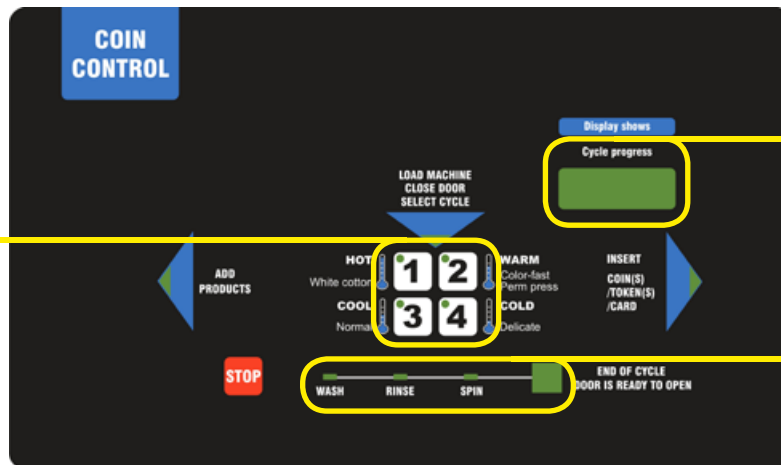 COIN
CONTROL
Display shows
Cycle progress
LOAD MACHINE
CLOSE DOOR
SELECT CYCLE
ADD
PRODUCTS
HOT
White cotton
COOL
Normal
1
2
3
4
WARM
Color-fast
Perm press
COLD
Delicate
INSERT
COIN(S)
/TOKEN(S)
/CARD
STOP
WASH
RINSE
SPIN
END OF CYCLE
DOOR IS READY TO OPEN